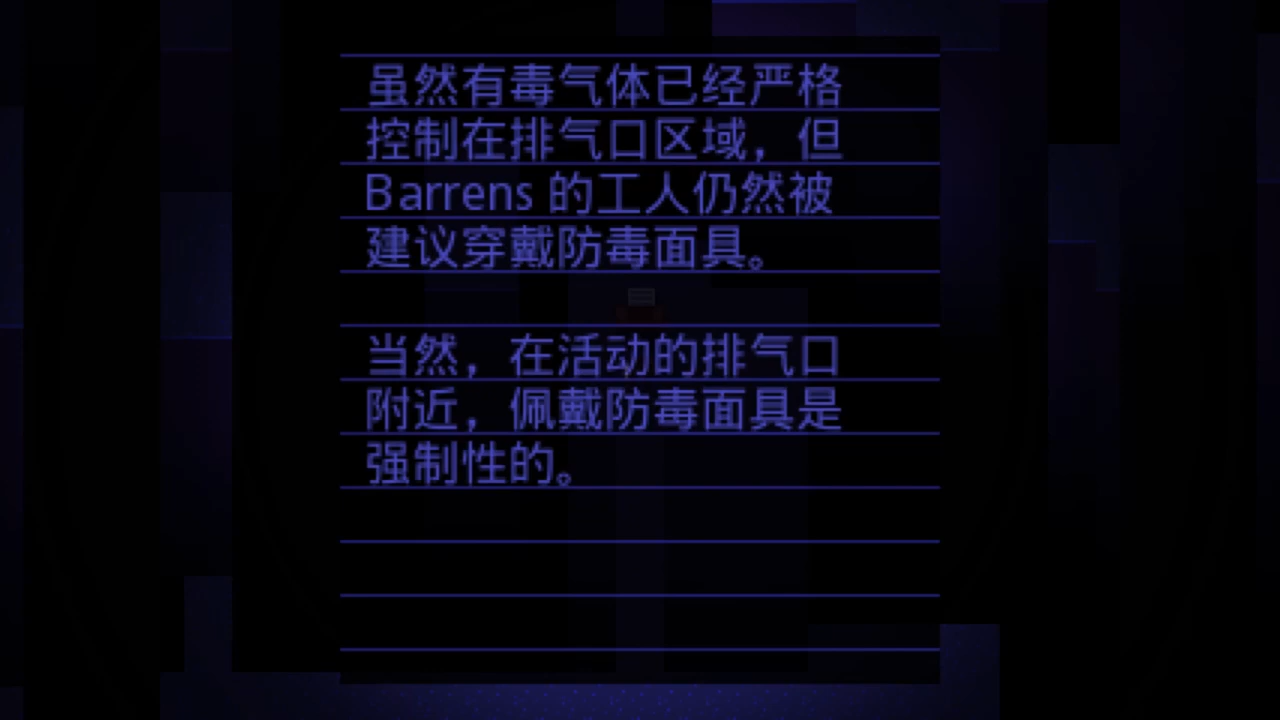 虽然有毒气体已经严格
控制在排气口区域，但
Barrens 的工人仍然被
建议穿戴防毒面具。
当然，在活动的排气口
附近，佩戴防毒面具是
强制性的。